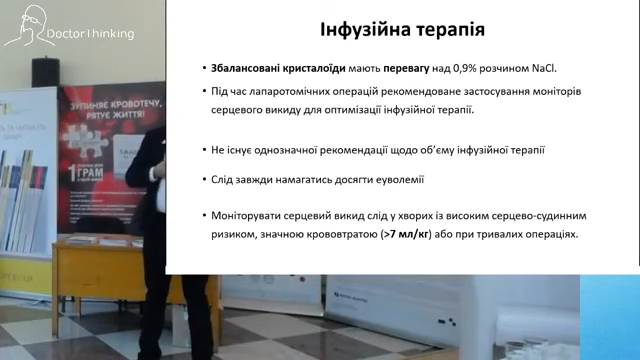 DoctorThinking
Інфузійна терапія
• Збалансовані кристалоїди мають перевагу над 0,9% розчином NaCl.
• Під час лапаротомічних операцій рекомендоване застосування моніторів
серцевого викиду для оптимізації інфузійної терапії.
• Не існує однозначної рекомендації щодо об’єму інфузійної терапії
• Слід завжди намагатись досягти еуволемії
• Моніторувати серцевий викид слід у хворих із високим серцево-судинним
ризиком, значною крововтратою (>7 мл/кг) або при тривалих операціях.
ЗУПИНЯЄ КРОВОТЕЧУ,
РЯТУЄ ЖИТТЯ!
1 ГРАМ